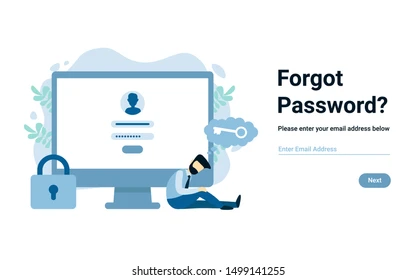 Forgot
Password?
Please enter your email address below
Enter Email Address
Next
shutterstock.com · 1499141255